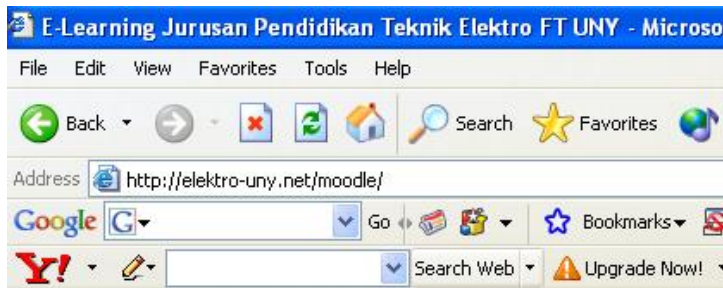 E-Learning Jurusan Pendidikan Teknik Elektro FT UNY - Microso
File Edit View Favorites Tools Help
Back Search Favorites
Address http://elektro-uny.net/moodle/
Google G Go Bookmarks
Y! Search Web Upgrade Now!